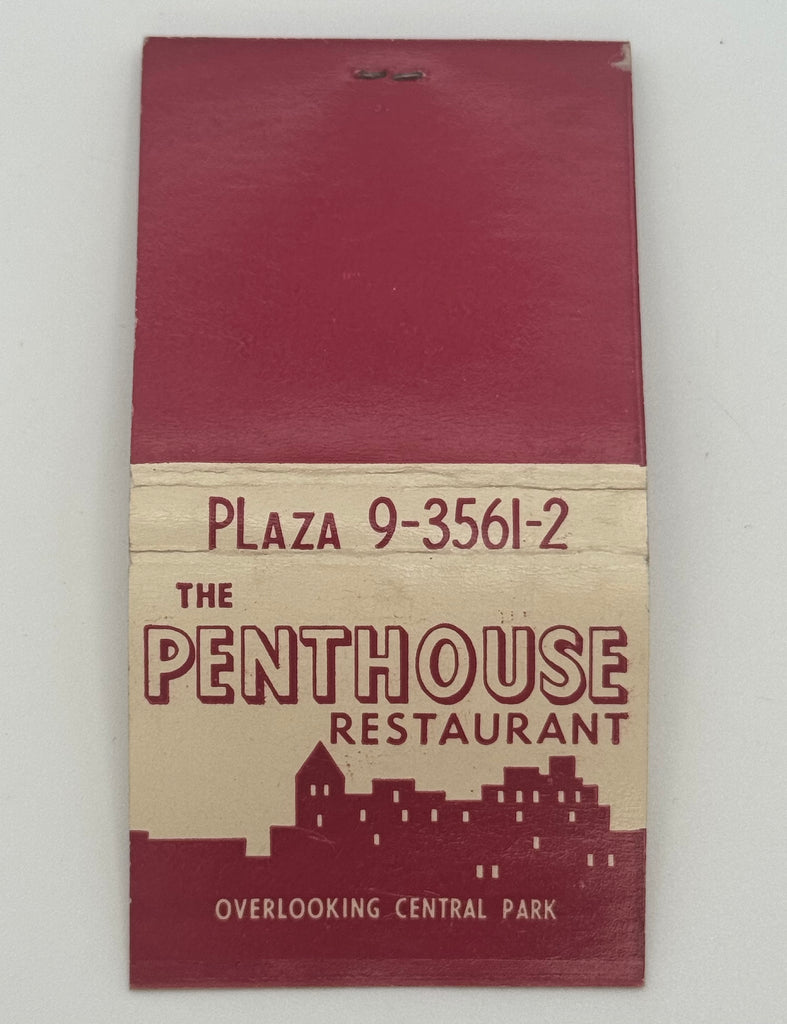 PLAZA 9-3561-2
THE
PENTHOUSE
RESTAURANT
OVERLOOKING CENTRAL PARK